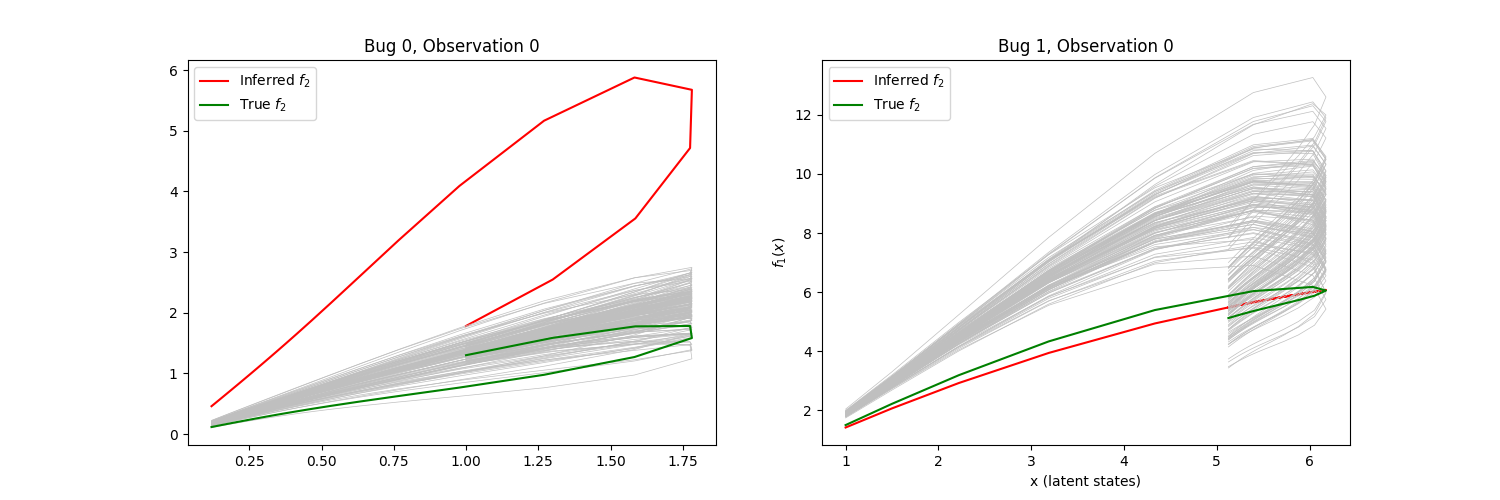 Bug 0, Observation 0
Inferred f₂
True f₂
6
5
4
3
2
1
0
0.25 0.50 0.75 1.00 1.25 1.50 1.75
Bug 1, Observation 0
Inferred f₂
True f₂
12
10
8
6
4
2
f₁(x)
1 2 3 4 5 6
x (latent states)